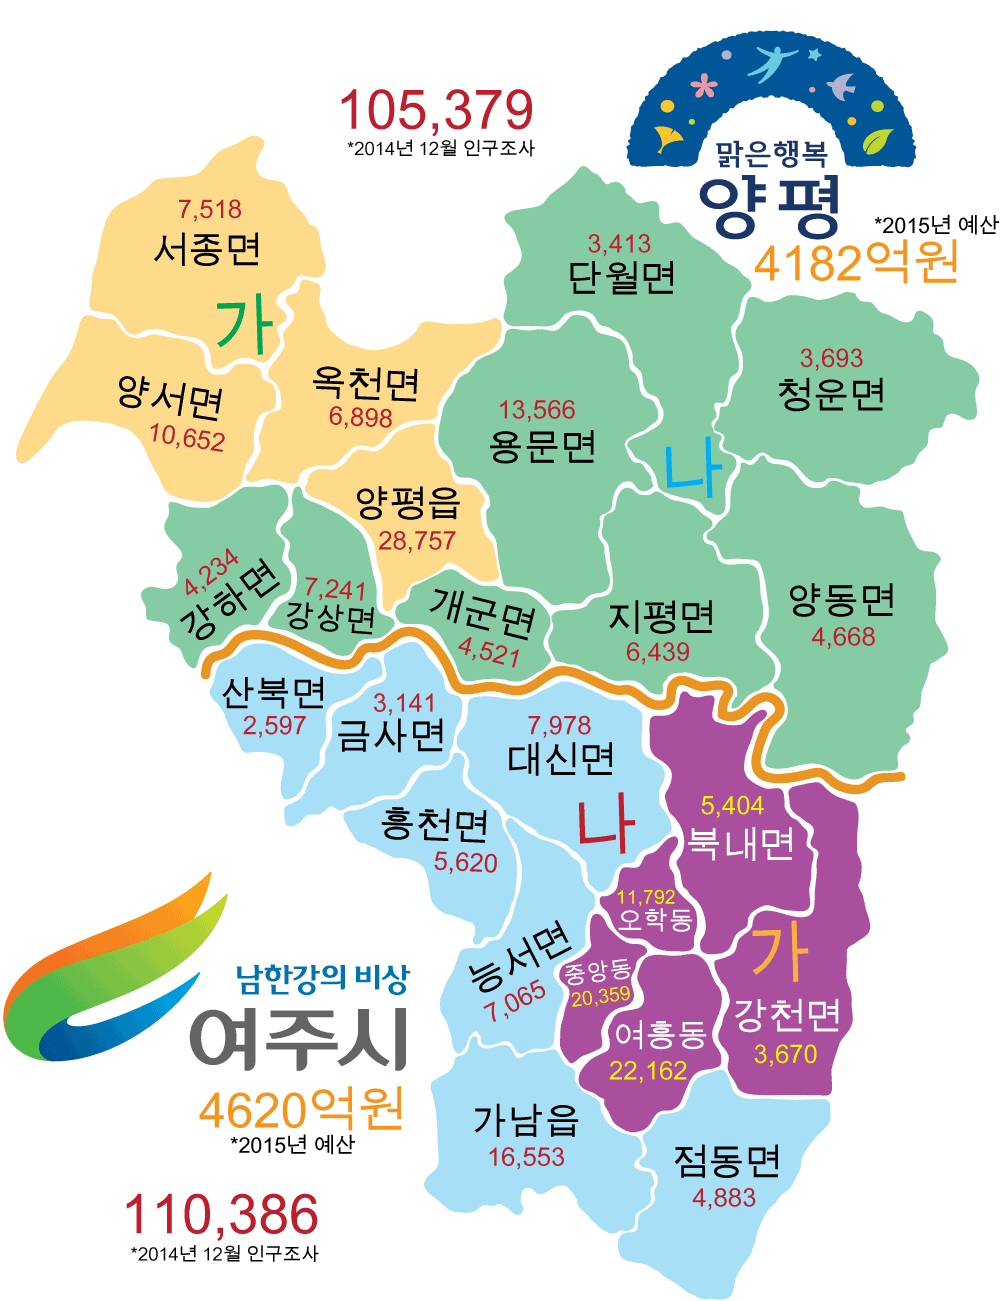 105,379
*2014년 12월 인구조사
맑은행복
양평
*2015년 예산
4182억원
7,518
서종면
가
양서면
10,652
옥천면
6,898
양평읍
28,757
3,413
단월면
3,693
청운면
13,566
용문면
나
4,234
강하면
7,241
강상면
개군면
4,521
지평면
6,439
양동면
4,668
산북면
2,597
3,141
금사면
7,978
대신면
나
흥천면
5,620
5,404
북내면
11,792
오학동
능서면
7,065
중앙동
20,359
여흥동
22,162
가
강천면
3,670
가남읍
16,553
점동면
4,883
남한강의 비상
여주시
4620억원
*2015년 예산
110,386
*2014년 12월 인구조사